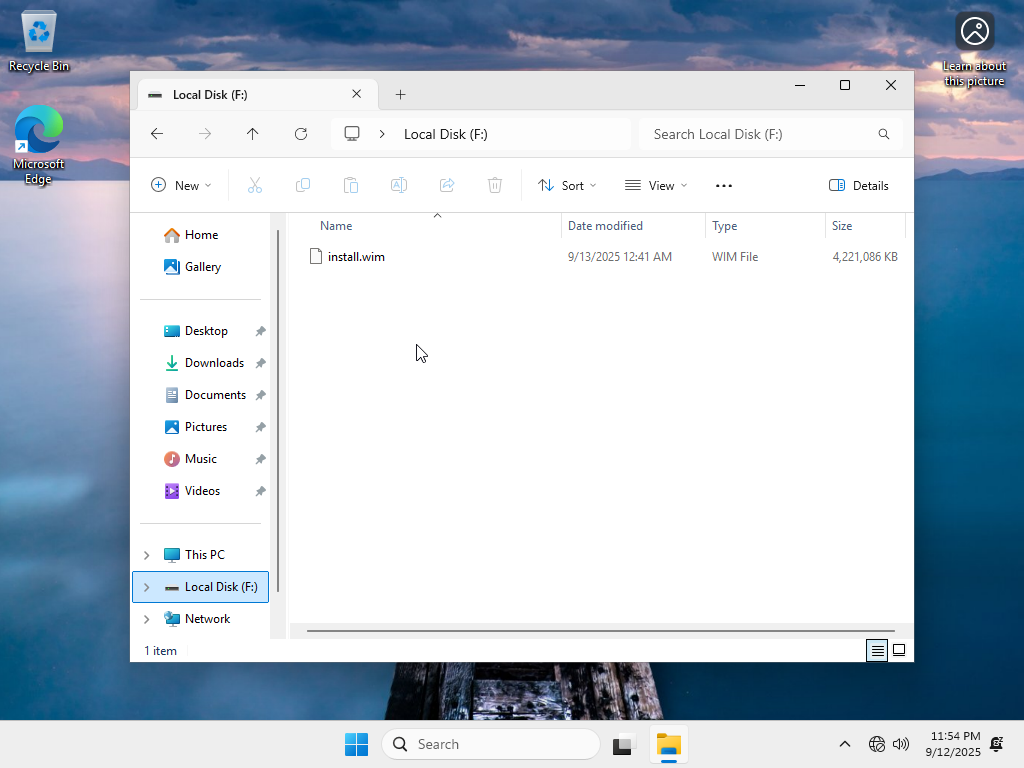 Recycle Bin
Microsoft
Edge
Learn about
this picture
Local Disk (F:)
Local Disk (F:)
Search Local Disk (F:)
New
Sort
View
Details
Home
Gallery
Desktop
Downloads
Documents
Pictures
Music
Videos
This PC
Local Disk (F:)
Network
Name Date modified Type Size
install.wim 9/13/2025 12:41 AM WIM File 4,221,086 KB
1 item
Search
11:54 PM
9/12/2025